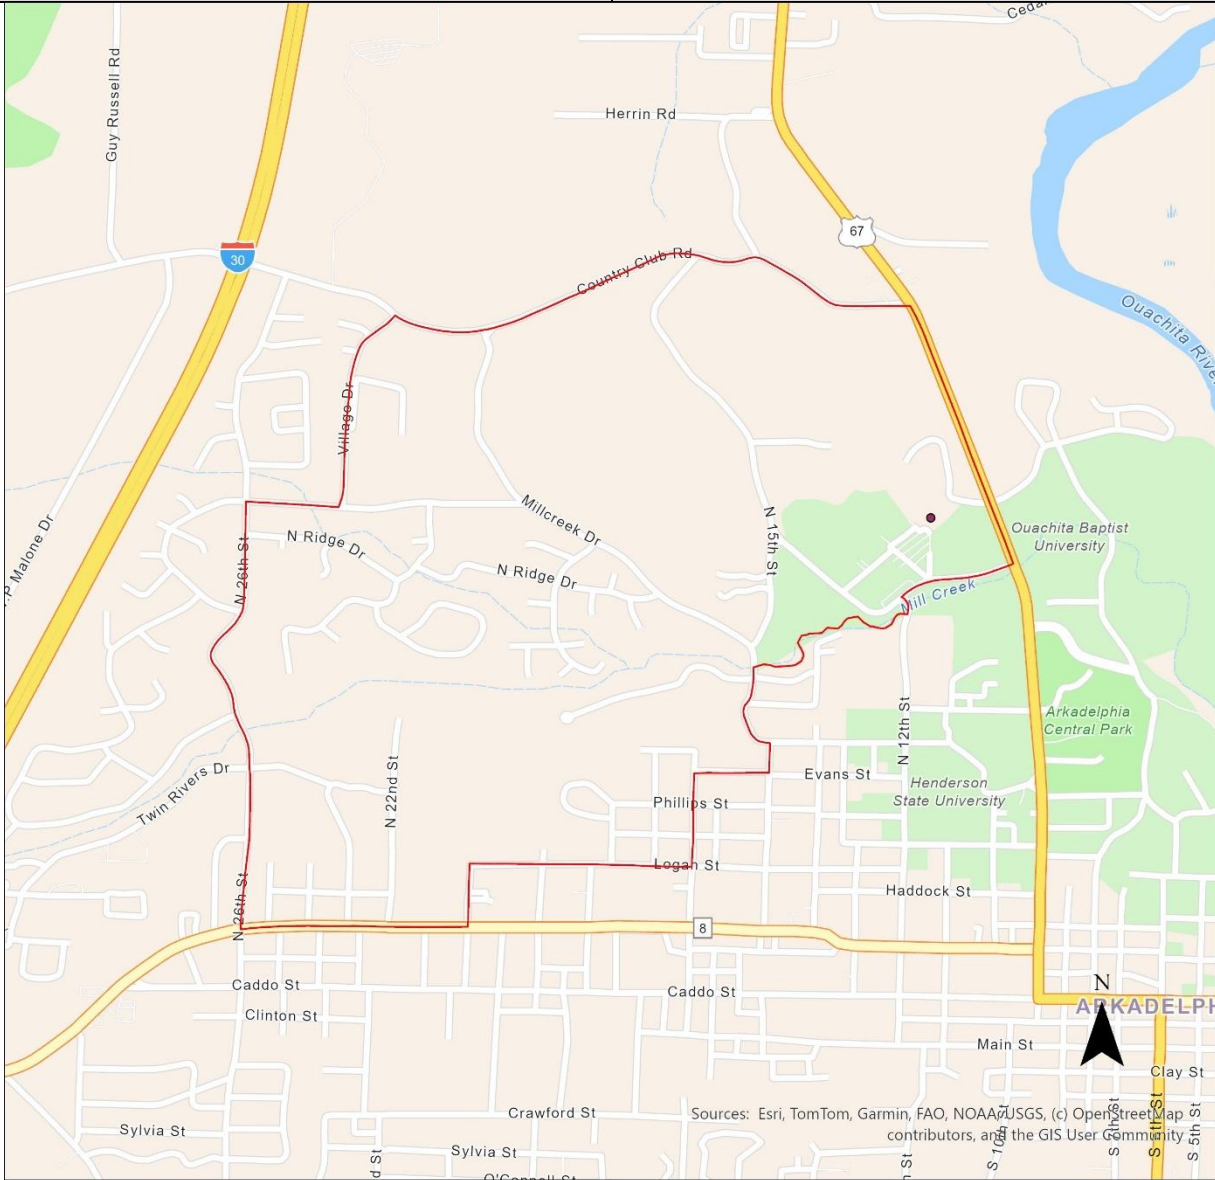 Guy Russell Rd
Herrin Rd
67
30
Country Club Rd
Ouachita River
Village Dr
Millcreek Dr
N 15th St
Ouachita Baptist
University
N Ridge Dr
N Ridge Dr
N 26th St
Mill Creek
N 12th St
Arkadelphia
Central Park
Twin Rivers Dr
N 22nd St
Evans St
Henderson
State University
Phillips St
Logan St
Haddock St
N 26th St
8
Caddo St
Caddo St
N
Clinton St
Main St
Clay St
Crawford St
Sources: Esri, TomTom, Garmin, FAO, NOAA, USGS, (c) OpenStreetMap
contributors, and the GIS User Community
Sylvia St
Sylvia St
S 10th St
S 7th St
S 6th St
S 5th St